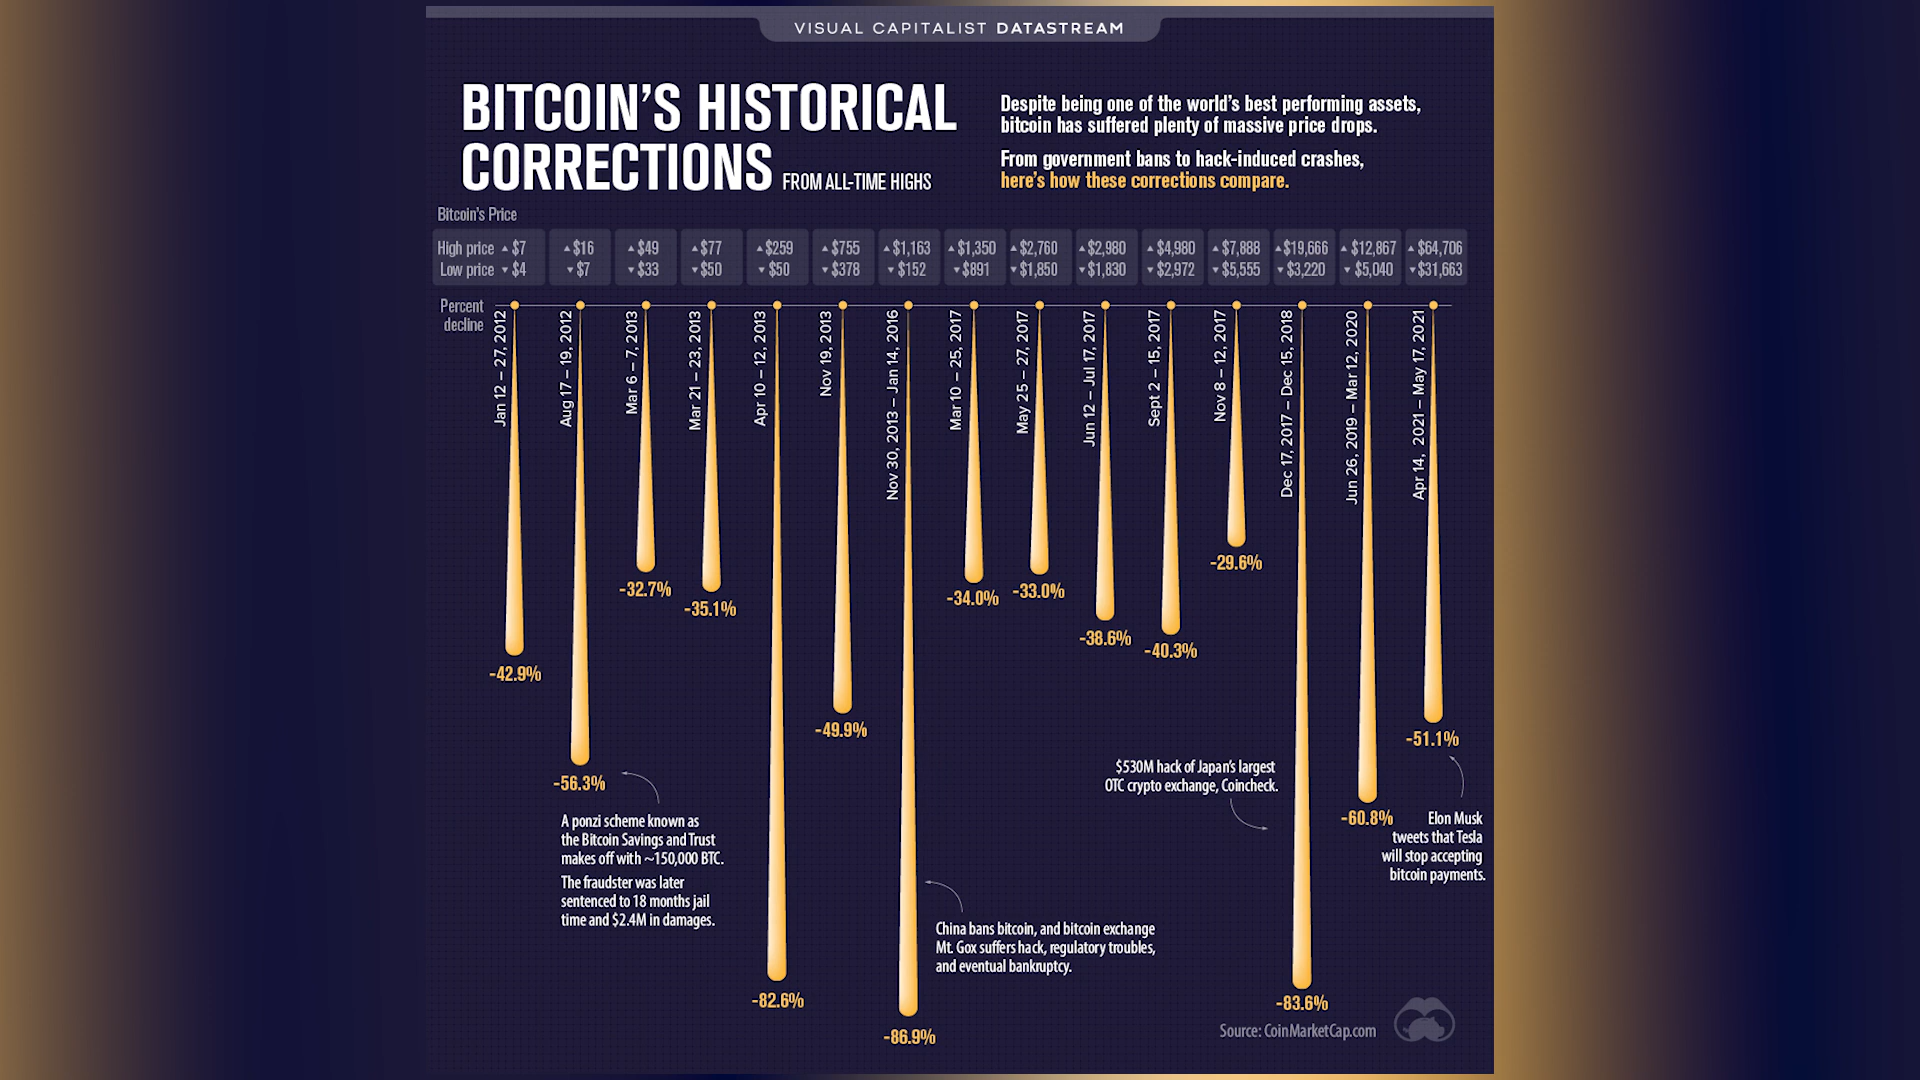 VISUAL CAPITALIST DATASTREAM
BITCOIN'S HISTORICAL
CORRECTIONS FROM ALL-TIME HIGHS
Despite being one of the world's best performing assets,
bitcoin has suffered plenty of massive price drops.
From government bans to hack-induced crashes,
here's how these corrections compare.
Bitcoin's Price
High price ▲ $7 ▲ $16 ▲ $49 ▲ $77 ▲ $259 ▲ $755 ▲ $1,163 ▲ $1,350 ▲ $2,760 ▲ $2,980 ▲ $4,980 ▲ $7,888 ▲ $19,666 ▲ $12,867 ▲ $64,706
Low price ▼ $4 ▼ $7 ▼ $33 ▼ $50 ▼ $50 ▼ $378 ▼ $152 ▼ $891 ▼ $1,850 ▼ $1,830 ▼ $2,972 ▼ $5,555 ▼ $3,220 ▼ $5,040 ▼ $31,663
Percent
decline
Jan 12 – 27, 2012
Aug 17 – 19, 2012
Mar 6 – 7, 2013
Mar 21 – 23, 2013
Apr 10 – 12, 2013
Nov 19, 2013
Nov 30, 2013 – Jan 14, 2016
Mar 10 – 25, 2017
May 25 – 27, 2017
Jun 12 – Jul 17, 2017
Sept 2 – 15, 2017
Nov 8 – 12, 2017
Dec 17, 2017 – Dec 15, 2018
Jun 26, 2019 – Mar 12, 2020
Apr 14, 2021 – May 17, 2021
-42.9%
-56.3%
-32.7%
-35.1%
-82.6%
-49.9%
-86.9%
-34.0%
-33.0%
-38.6%
-40.3%
-29.6%
-83.6%
-60.8%
-51.1%
A ponzi scheme known as
the Bitcoin Savings and Trust
makes off with ~150,000 BTC.
The fraudster was later
sentenced to 18 months jail
time and $2.4M in damages.
China bans bitcoin, and bitcoin exchange
Mt. Gox suffers hack, regulatory troubles,
and eventual bankruptcy.
$530M hack of Japan's largest
OTC crypto exchange, Coincheck.
Elon Musk
tweets that Tesla
will stop accepting
bitcoin payments.
Source: CoinMarketCap.com